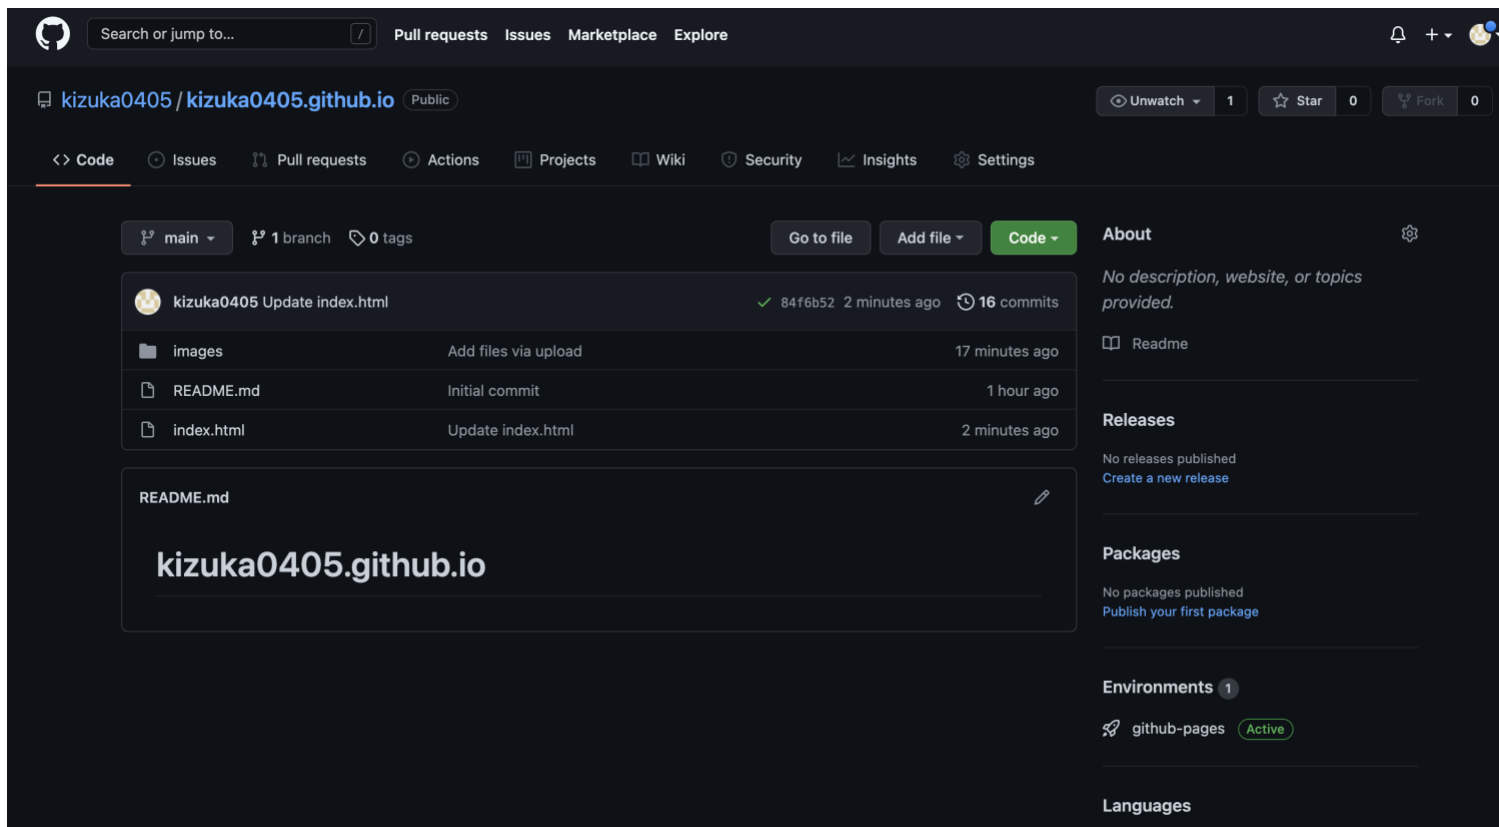 Search or jump to... / Pull requests Issues Marketplace Explore
kizuka0405 / kizuka0405.github.io Public Unwatch 1 Star 0 Fork 0
<> Code Issues Pull requests Actions Projects Wiki Security Insights Settings
main 1 branch 0 tags Go to file Add file Code
kizuka0405 Update index.html 84f6b52 2 minutes ago 16 commits
images Add files via upload 17 minutes ago
README.md Initial commit 1 hour ago
index.html Update index.html 2 minutes ago
README.md
kizuka0405.github.io
About
No description, website, or topics
provided.
Readme
Releases
No releases published
Create a new release
Packages
No packages published
Publish your first package
Environments 1
github-pages Active
Languages